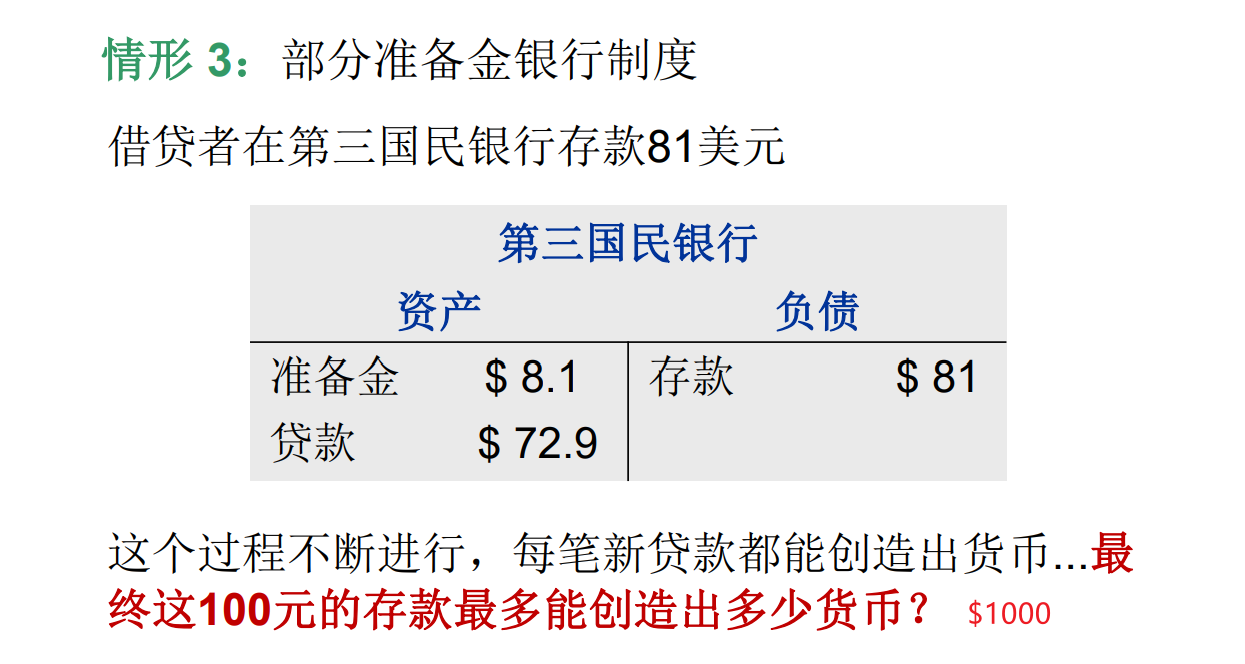 情形 3：部分准备金银行制度
借贷者在第三国民银行存款81美元
第三国民银行
资产 负债
准备金 $ 8.1 存款 $ 81
贷款 $ 72.9
这个过程不断进行，每笔新贷款都能创造出货币...最
终这100元的存款最多能创造出多少货币？ $1000